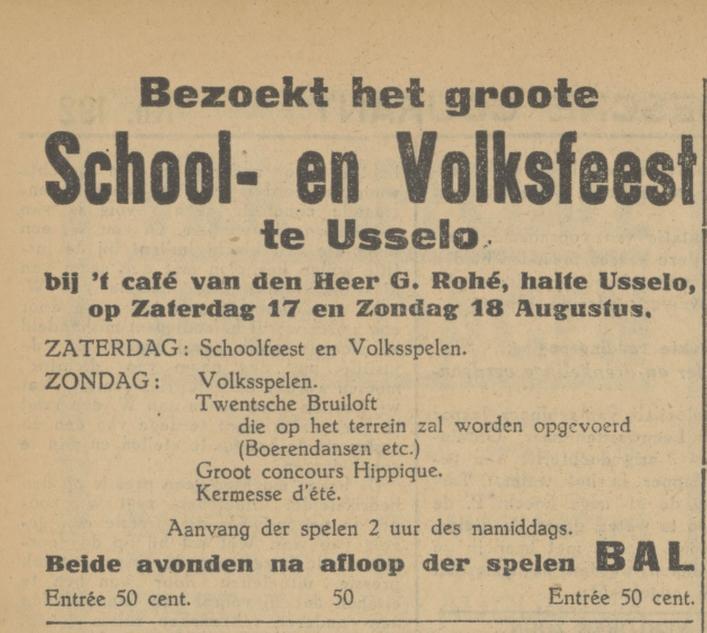 Bezoekt het groote
School- en Volksfeest
te Usselo.
bij 't café van den Heer G. Rohé, halte Usselo,
op Zaterdag 17 en Zondag 18 Augustus.
ZATERDAG: Schoolfeest en Volksspelen.
ZONDAG: Volksspelen.
Twentsche Bruiloft
die op het terrein zal worden opgevoerd
(Boerendansen etc.)
Groot concours Hippique.
Kermesse d'été.
Aanvang der spelen 2 uur des namiddags.
Beide avonden na afloop der spelen BAL
Entrée 50 cent. 50 Entrée 50 cent.